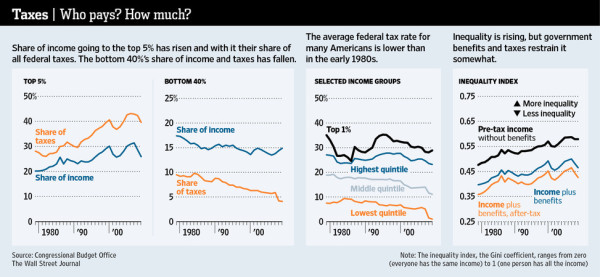 Taxes | Who pays? How much?
Share of income going to the top 5% has risen and with it their share of
all federal taxes. The bottom 40%'s share of income and taxes has fallen.
TOP 5%
50%
40
30
20
10
0
Share of
taxes
Share of income
1980
'90
'00
BOTTOM 40%
25%
20
15
10
5
0
Share of income
Share of taxes
1980
'90
'00
The average federal tax rate for
many Americans is lower than
in the early 1980s.
SELECTED INCOME GROUPS
50%
40
30
20
10
0
Top 1%
Highest quintile
Middle quintile
Lowest quintile
1980
'90
'00
Inequality is rising, but government
benefits and taxes restrain it
somewhat.
INEQUALITY INDEX
0.75
0.65
0.55
0.45
0.35
0.25
▲ More inequality
▼ Less inequality
Pre-tax income
without benefits
Income plus
benefits
Income plus
benefits, after-tax
1980
'90
'00
Source: Congressional Budget Office
The Wall Street Journal
Note: The inequality index, the Gini coefficient, ranges from zero
(everyone has the same income) to 1 (one person has all the income)